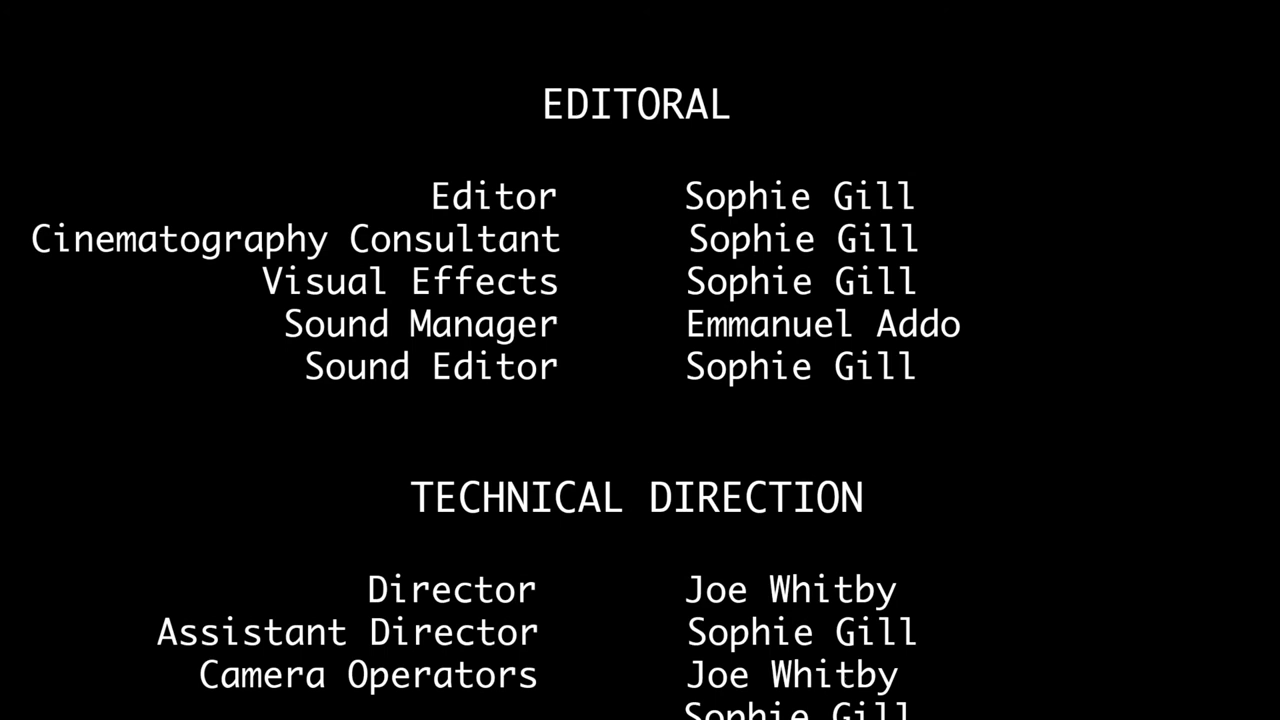 EDITORAL
Editor Sophie Gill
Cinematography Consultant Sophie Gill
Visual Effects Sophie Gill
Sound Manager Emmanuel Addo
Sound Editor Sophie Gill
TECHNICAL DIRECTION
Director Joe Whitby
Assistant Director Sophie Gill
Camera Operators Joe Whitby
Sophie Gill